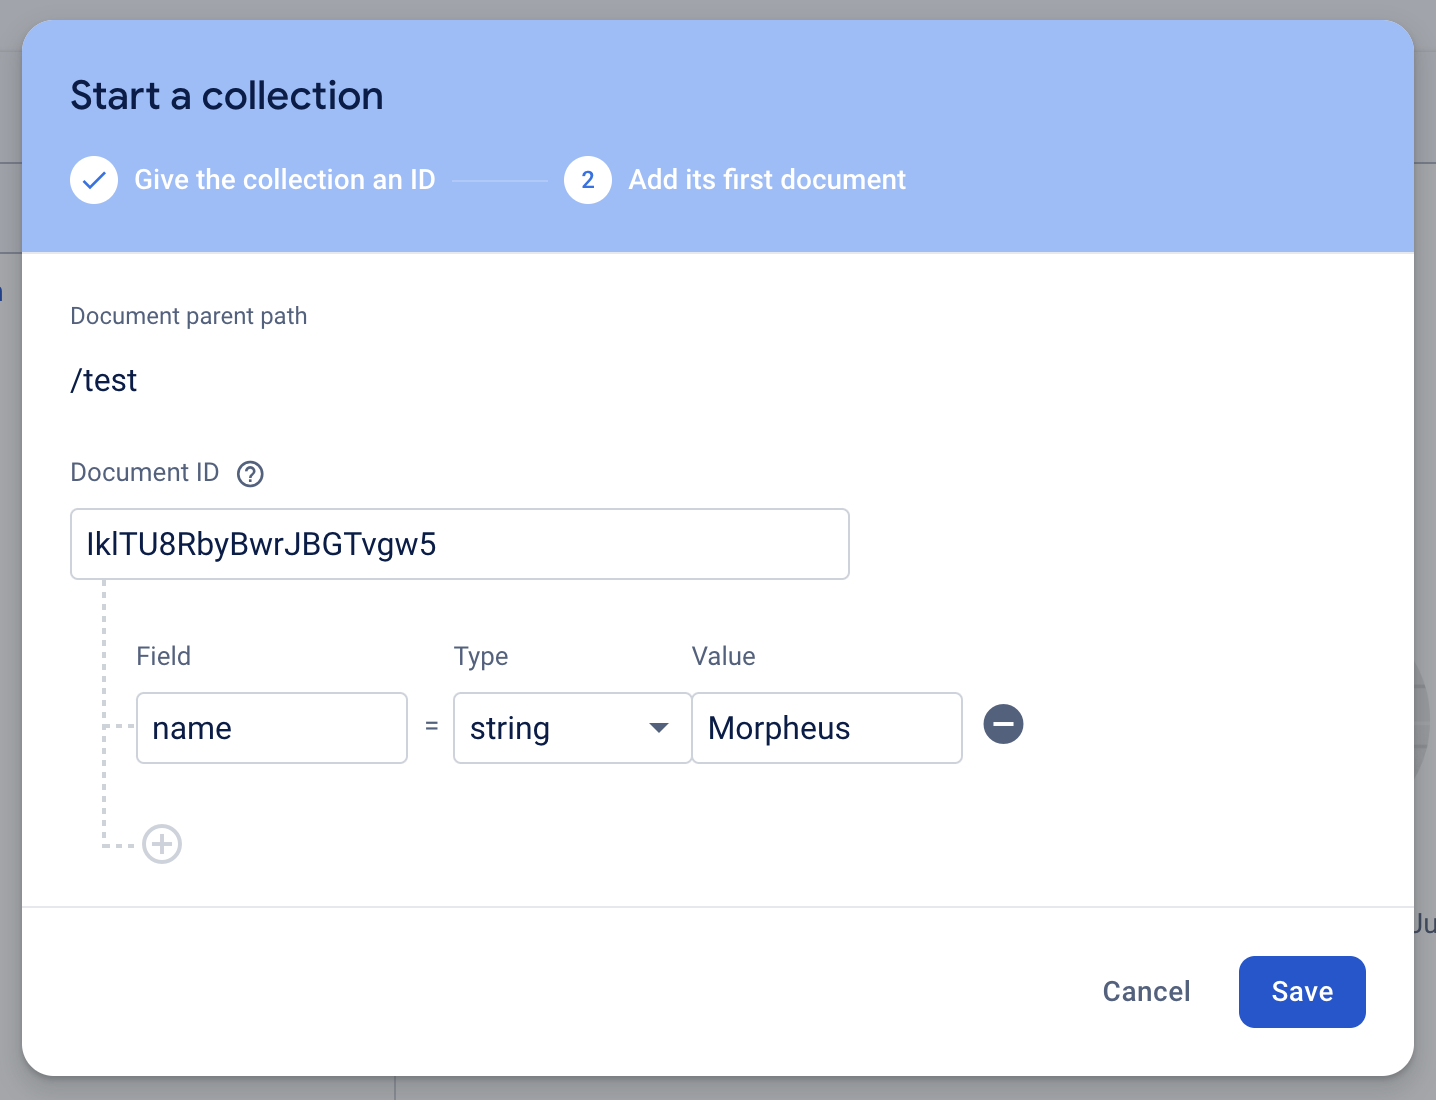 Start a collection
Give the collection an ID
2 Add its first document
Document parent path
/test
Document ID
IklTU8RbyBwrJBGTvgw5
Field Type Value
name = string Morpheus
Ju
Cancel Save